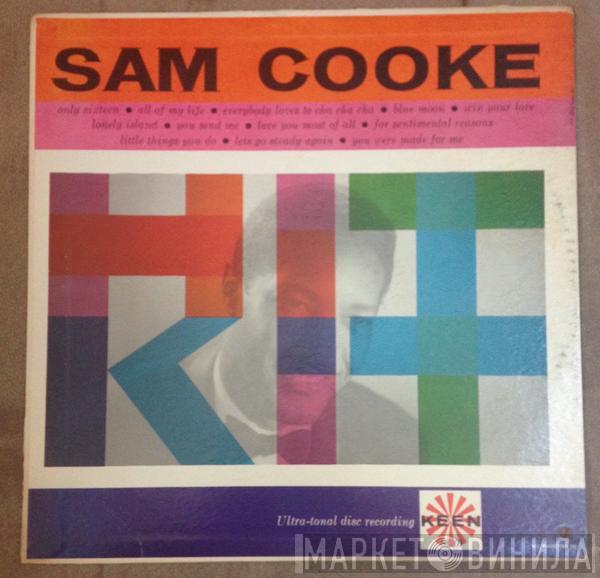 SAM COOKE
only sixteen • all of my life • everybody loves to cha cha cha • blue moon • win your love
lonely island • you send me • love you most of all • for sentimental reasons
little things you do • lets go steady again • you were made for me
HIT
KIT
Ultra-tonal disc recording
KEEN
МАРКЕТ ВИНИЛА